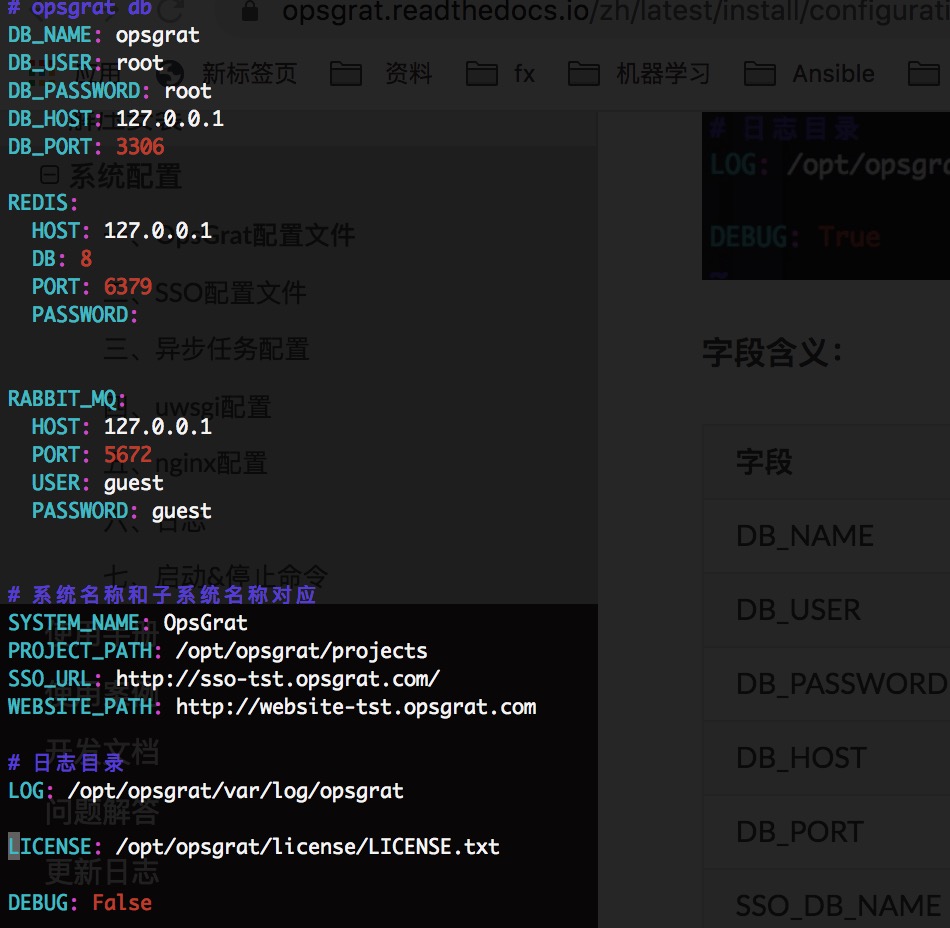 # opsgrat db
DB_NAME: opsgrat
DB_USER: root
DB_PASSWORD: root
DB_HOST: 127.0.0.1
DB_PORT: 3306
REDIS:
HOST: 127.0.0.1
DB: 8
PORT: 6379
PASSWORD:
RABBIT_MQ:
HOST: 127.0.0.1
PORT: 5672
USER: guest
PASSWORD: guest
# 系统名称和子系统名称对应
SYSTEM_NAME: OpsGrat
PROJECT_PATH: /opt/opsgrat/projects
SSO_URL: http://sso-tst.opsgrat.com/
WEBSITE_PATH: http://website-tst.opsgrat.com
# 日志目录
LOG: /opt/opsgrat/var/log/opsgrat
LICENSE: /opt/opsgrat/license/LICENSE.txt
DEBUG: False
opsgrat.readthedocs.io/zh/latest/install/configurati
应用 新标签页 资料 fx 机器学习 Ansible
系统配置
一、OpsGrat配置文件
二、SSO配置文件
三、异步任务配置
四、uwsgi配置
五、nginx配置
六、日志
七、启动&停止命令
使用手册
使用案例
开发文档
问题解答
更新日志
# 日志目录
LOG: /opt/opsgra
DEBUG: True
~
字段含义：
字段
DB_NAME
DB_USER
DB_PASSWORD
DB_HOST
DB_PORT
SSO_DB_NAME